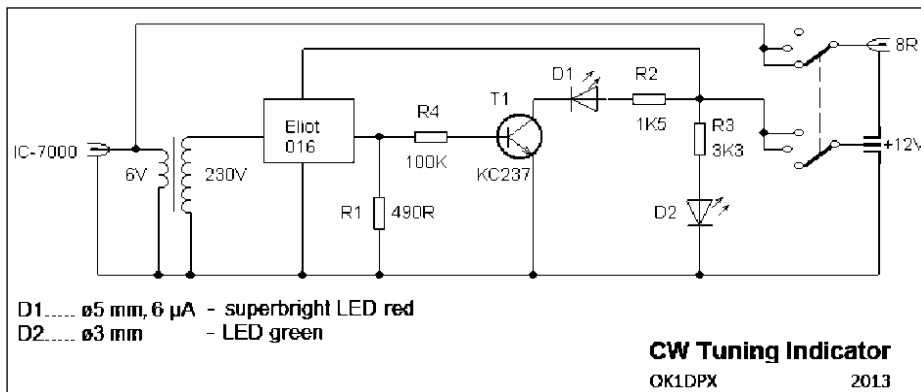 8R
D1
R2
T1
R4
Eliot
016
R3
IC-7000
1K5
3K3
+12V
6V
230V
100K
KC237
D2
R1
490R
D1..... ø5 mm, 6 µA - superbright LED red
D2..... ø3 mm - LED green
CW Tuning Indicator
OK1DPX 2013